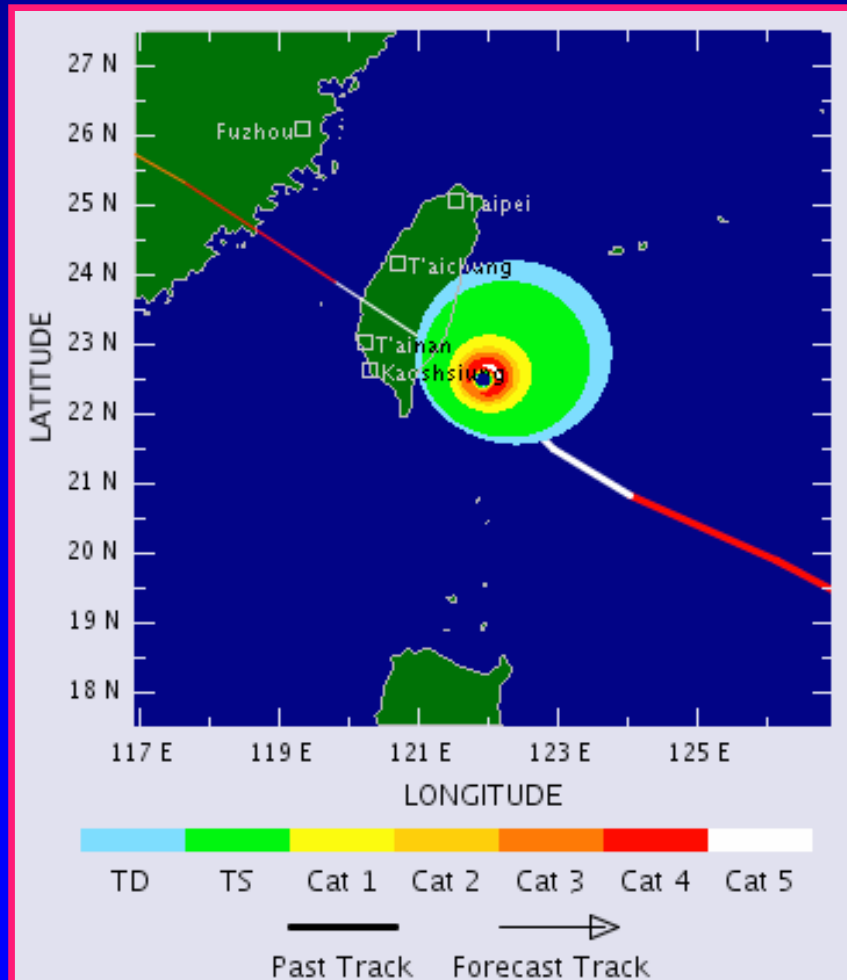 27 N
26 N
Fuzhou
25 N
Taipei
24 N
T'aichung
23 N
T'ainan
Kaoshsiung
22 N
21 N
20 N
19 N
18 N
LATITUDE
117 E 119 E 121 E 123 E 125 E
LONGITUDE
TD TS Cat 1 Cat 2 Cat 3 Cat 4 Cat 5
Past Track Forecast Track